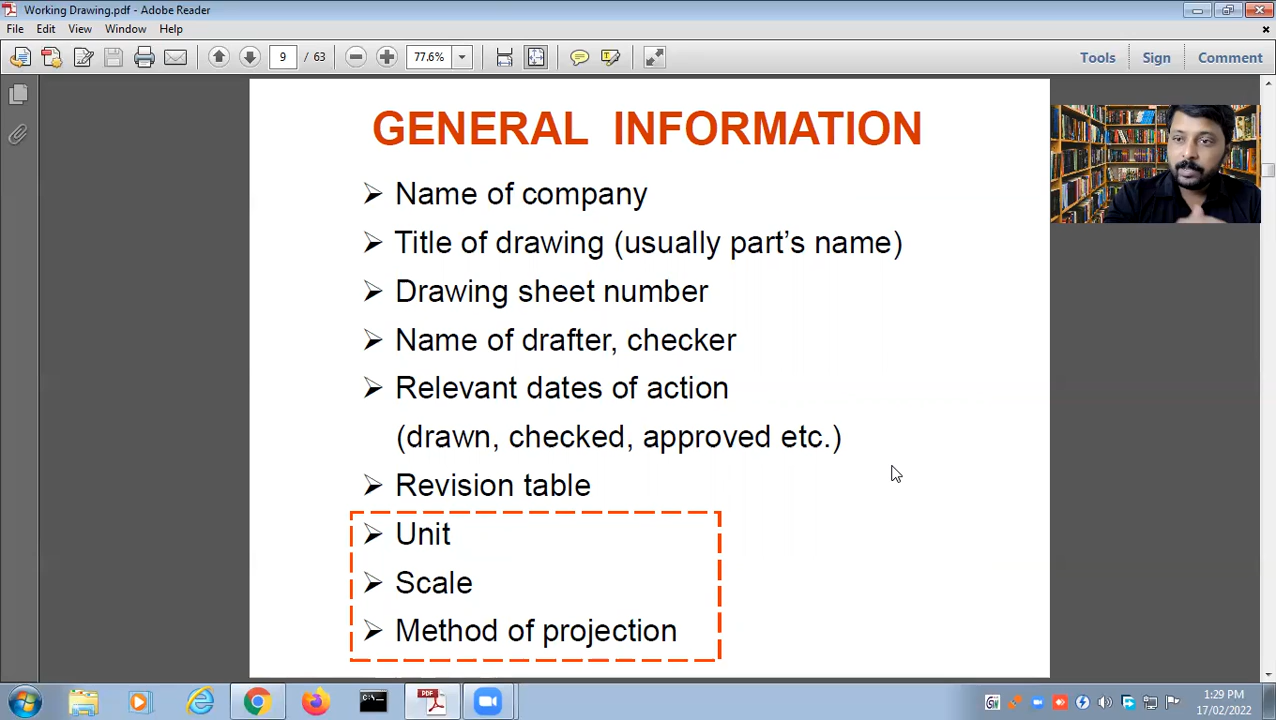 Working Drawing.pdf - Adobe Reader
File Edit View Window Help
9 / 63 77.6% Tools Sign Comment
GENERAL INFORMATION
➢ Name of company
➢ Title of drawing (usually part’s name)
➢ Drawing sheet number
➢ Name of drafter, checker
➢ Relevant dates of action
(drawn, checked, approved etc.)
➢ Revision table
➢ Unit
➢ Scale
➢ Method of projection
1:29 PM
17/02/2022